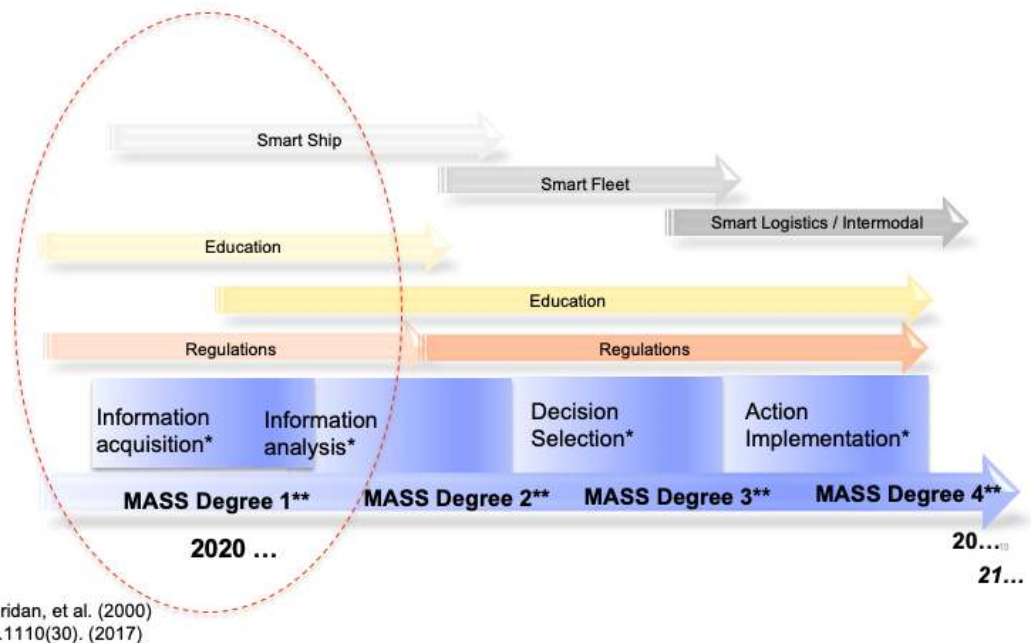 Smart Ship
Smart Fleet
Smart Logistics / Intermodal
Education
Education
Regulations
Regulations
Information
acquisition*
Information
analysis*
Decision
Selection*
Action
Implementation*
MASS Degree 1**
MASS Degree 2**
MASS Degree 3**
MASS Degree 4**
2020 ...
20...
10
21...
ridan, et al. (2000)
.1110(30). (2017)